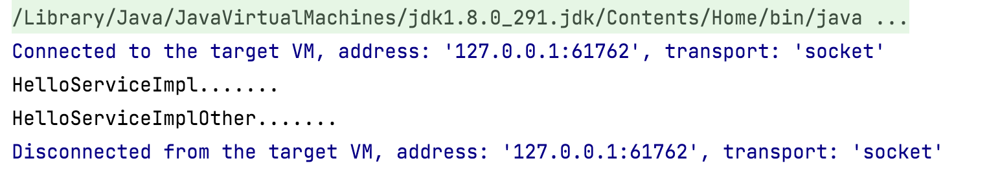 /Library/Java/JavaVirtualMachines/jdk1.8.0_291.jdk/Contents/Home/bin/java ...
Connected to the target VM, address: '127.0.0.1:61762', transport: 'socket'
HelloServiceImpl.......
HelloServiceImplOther.......
Disconnected from the target VM, address: '127.0.0.1:61762', transport: 'socket'